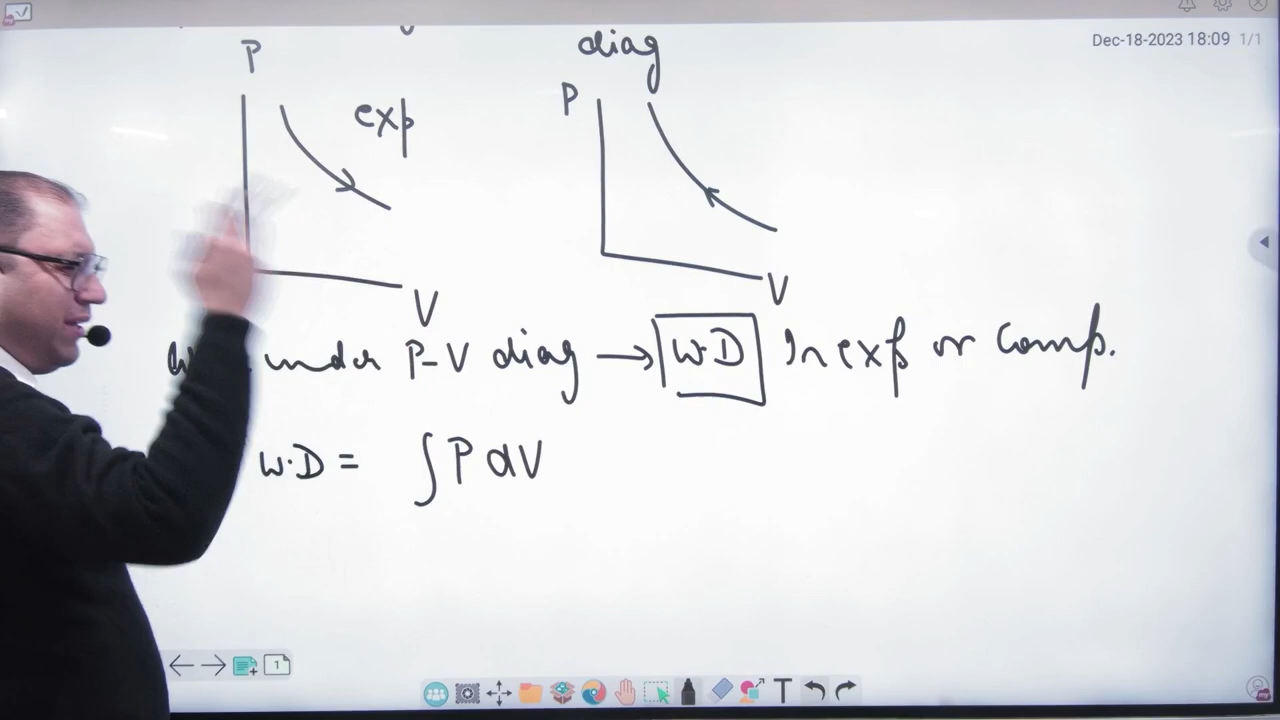 diag
P
exp
V
P
V
under P-V diag → W.D In exp or Comp.
W.D = ∫ P dV
Dec-18-2023 18:09 1/1
1
T